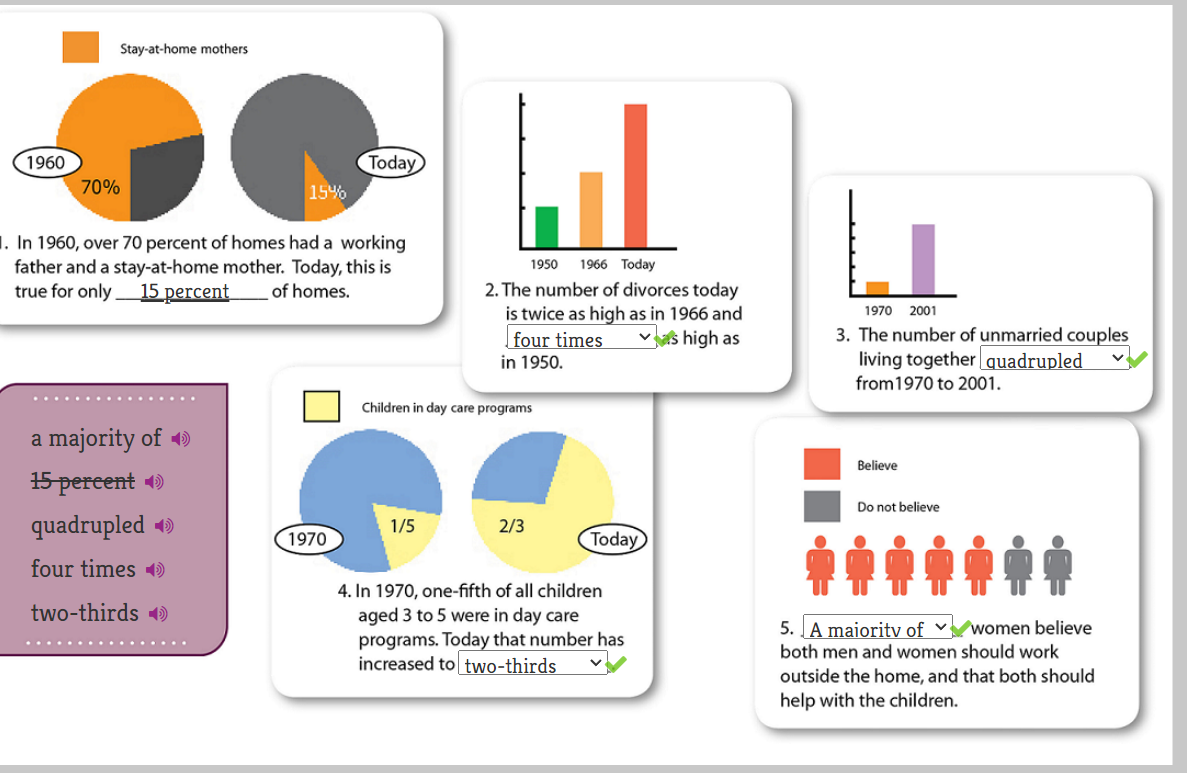 Stay-at-home mothers
1960
70%
Today
15%
1. In 1960, over 70 percent of homes had a working
father and a stay-at-home mother. Today, this is
true for only 15 percent of homes.
1950 1966 Today
2. The number of divorces today
is twice as high as in 1966 and
four times as high as
in 1950.
1970 2001
3. The number of unmarried couples
living together quadrupled
from1970 to 2001.
a majority of
15 percent
quadrupled
four times
two-thirds
Children in day care programs
1970
1/5
2/3
Today
4. In 1970, one-fifth of all children
aged 3 to 5 were in day care
programs. Today that number has
increased to two-thirds
Believe
Do not believe
5. A majority of women believe
both men and women should work
outside the home, and that both should
help with the children.